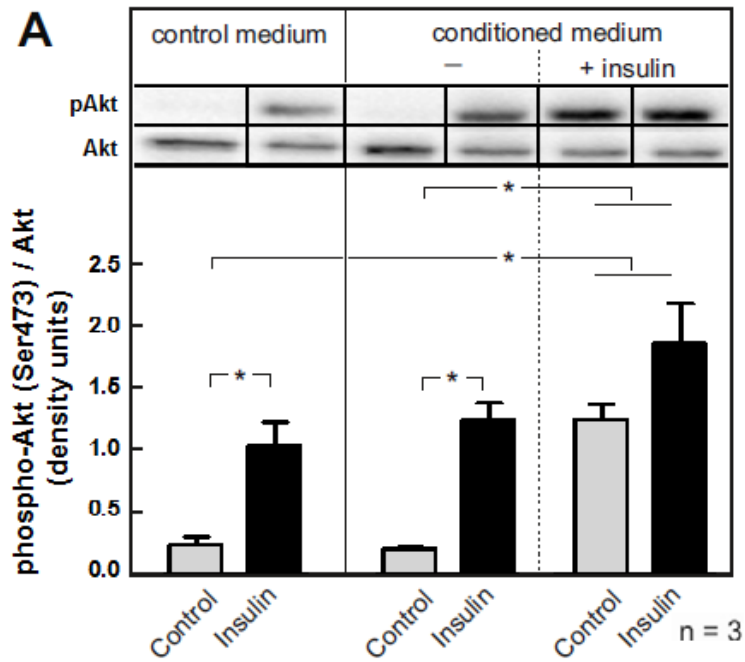 A
control medium
conditioned medium
–
+ insulin
pAkt
Akt
*
*
*
*
phospho-Akt (Ser473) / Akt
(density units)
2.5
2.0
1.5
1.0
0.5
0.0
Control
Insulin
Control
Insulin
Control
Insulin
n = 3